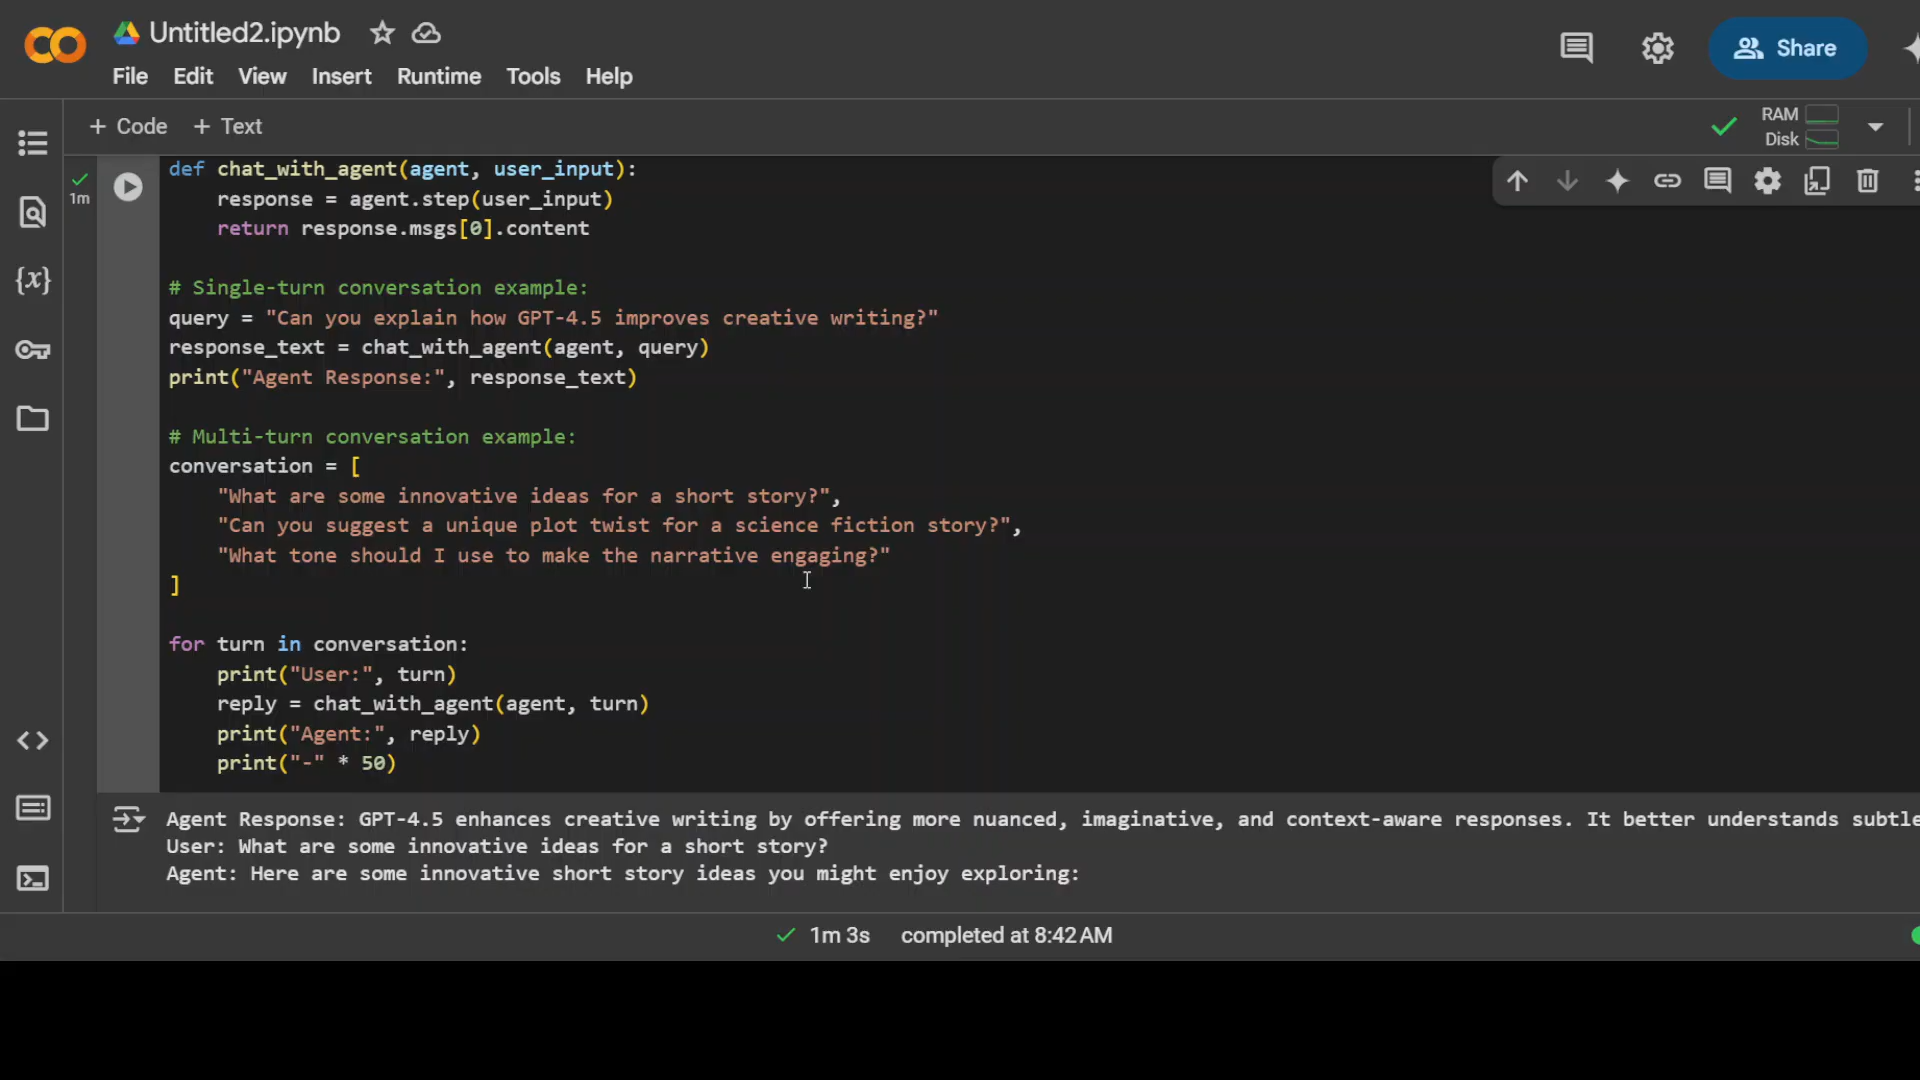 Untitled2.ipynb
File Edit View Insert Runtime Tools Help
Share
+ Code + Text
RAM
Disk
1m
def chat_with_agent(agent, user_input):
    response = agent.step(user_input)
    return response.msgs[0].content
# Single-turn conversation example:
query = "Can you explain how GPT-4.5 improves creative writing?"
response_text = chat_with_agent(agent, query)
print("Agent Response:", response_text)
# Multi-turn conversation example:
conversation = [
    "What are some innovative ideas for a short story?",
    "Can you suggest a unique plot twist for a science fiction story?",
    "What tone should I use to make the narrative engaging?"
]
for turn in conversation:
    print("User:", turn)
    reply = chat_with_agent(agent, turn)
    print("Agent:", reply)
    print("-" * 50)
Agent Response: GPT-4.5 enhances creative writing by offering more nuanced, imaginative, and context-aware responses. It better understands subtle
User: What are some innovative ideas for a short story?
Agent: Here are some innovative short story ideas you might enjoy exploring:
1m 3s completed at 8:42 AM